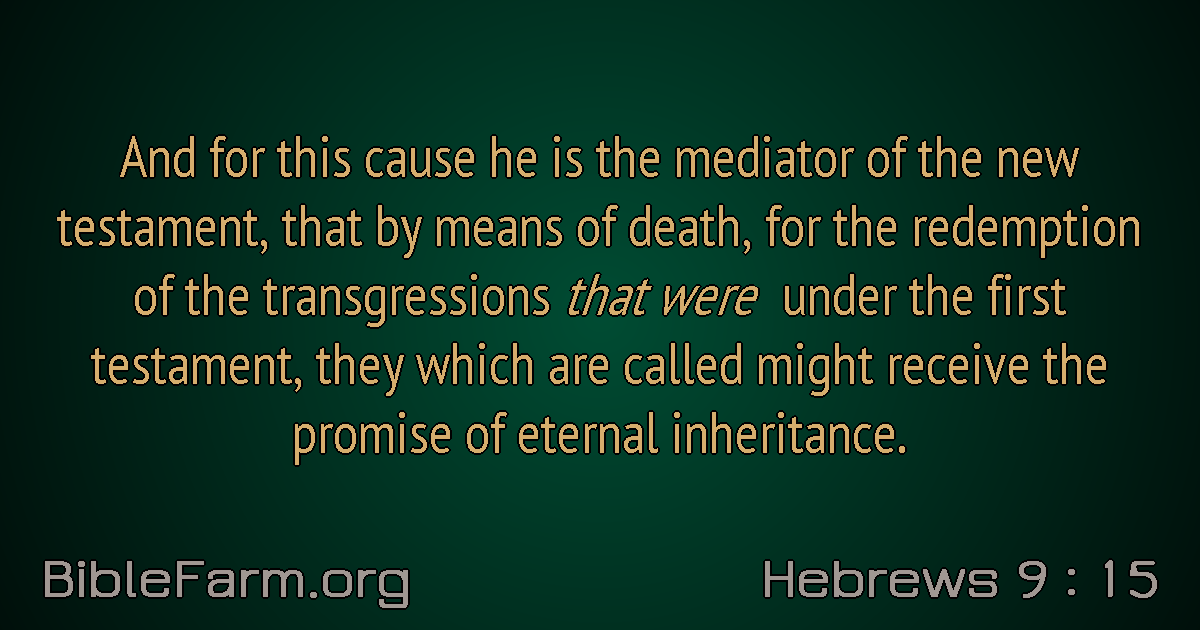 And for this cause he is the mediator of the new
testament, that by means of death, for the redemption
of the transgressions that were under the first
testament, they which are called might receive the
promise of eternal inheritance.
BibleFarm.org
Hebrews 9 : 15